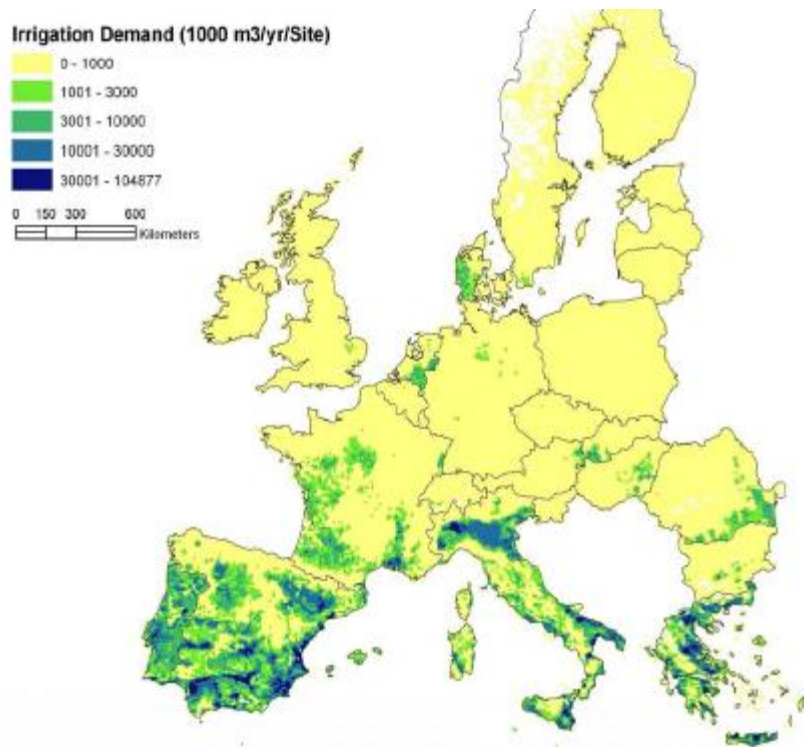 Irrigation Demand (1000 m3/yr/Site)
0 - 1000
1001 - 3000
3001 - 10000
10001 - 30000
30001 - 104877
0 150 300 600
Kilometers